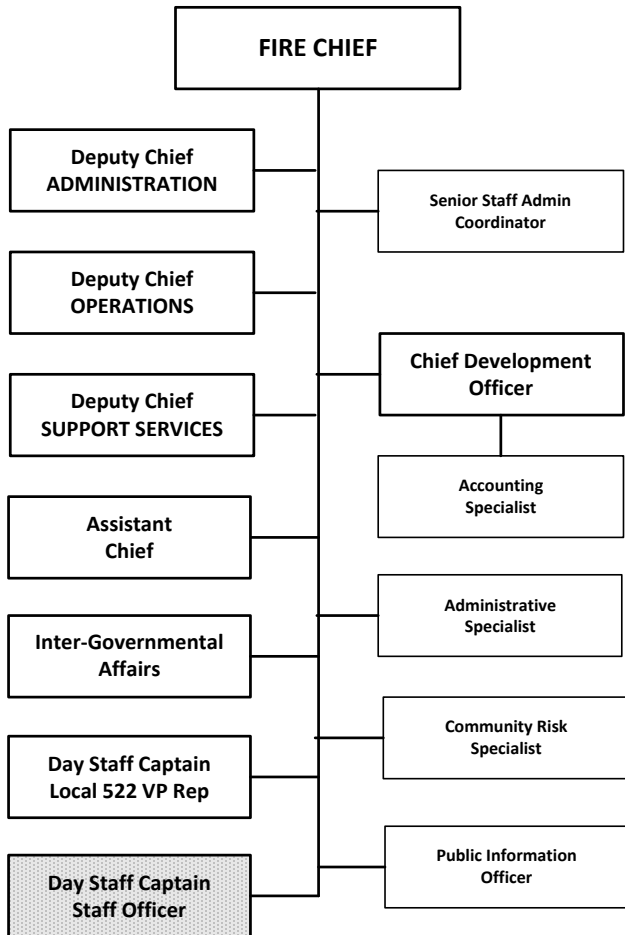 FIRE CHIEF
Deputy Chief
ADMINISTRATION
Senior Staff Admin
Coordinator
Deputy Chief
OPERATIONS
Chief Development
Officer
Deputy Chief
SUPPORT SERVICES
Accounting
Specialist
Assistant
Chief
Administrative
Specialist
Inter-Governmental
Affairs
Community Risk
Specialist
Day Staff Captain
Local 522 VP Rep
Public Information
Officer
Day Staff Captain
Staff Officer